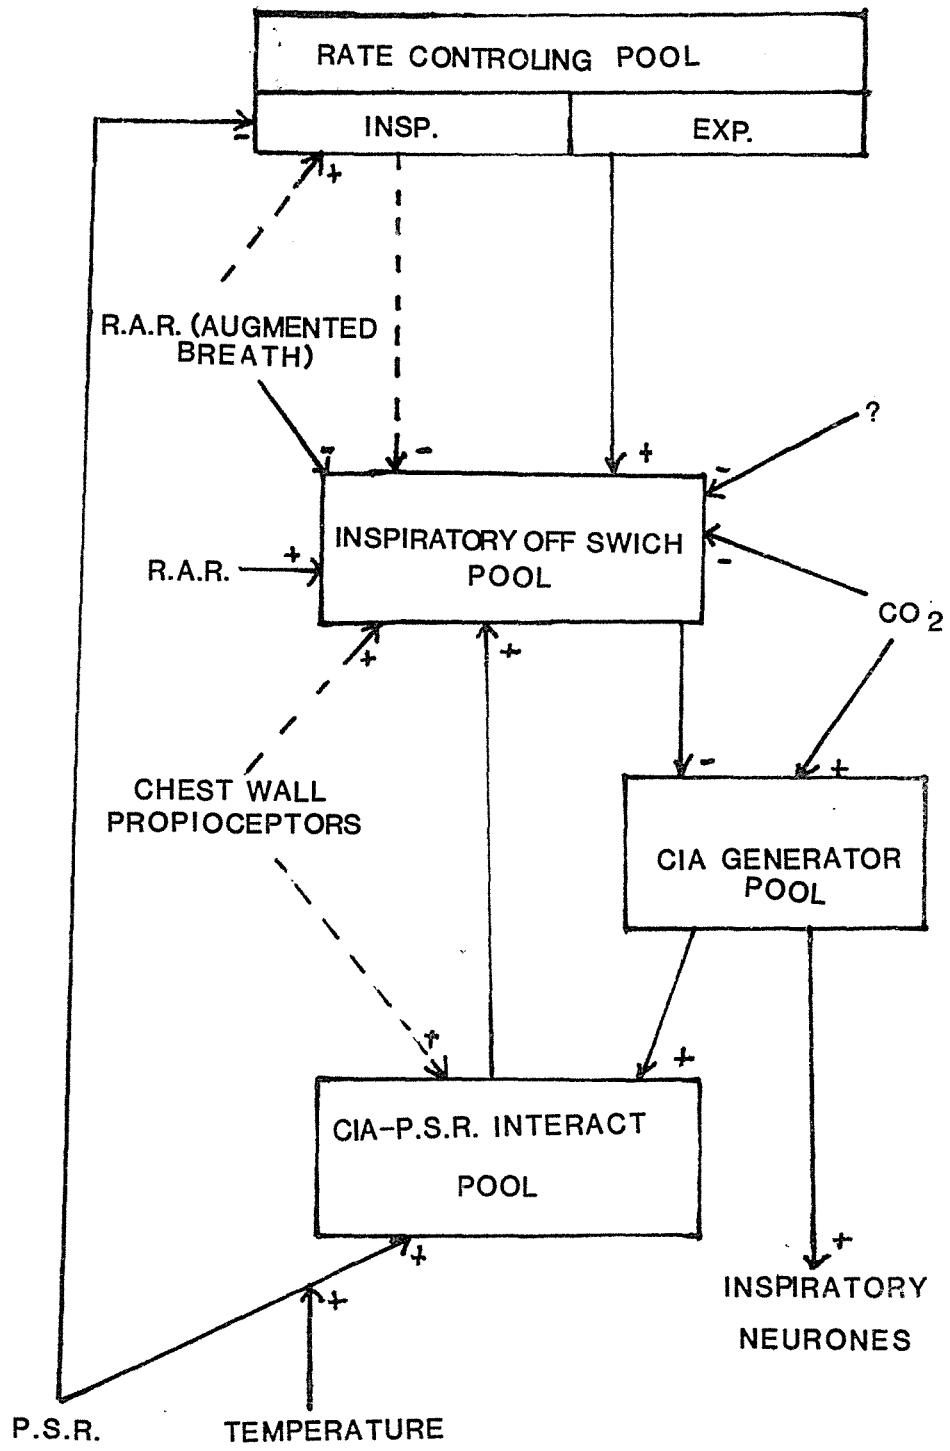 RATE CONTROLING POOL
INSP.
EXP.
-
+
R.A.R. (AUGMENTED
BREATH)
?
-
-
+
-
INSPIRATORY OFF SWICH
POOL
R.A.R.
+
-
CO2
+
+
-
+
CHEST WALL
PROPIOCEPTORS
CIA GENERATOR
POOL
+
+
CIA-P.S.R. INTERACT
POOL
+
+
+
INSPIRATORY
NEURONES
P.S.R.
TEMPERATURE